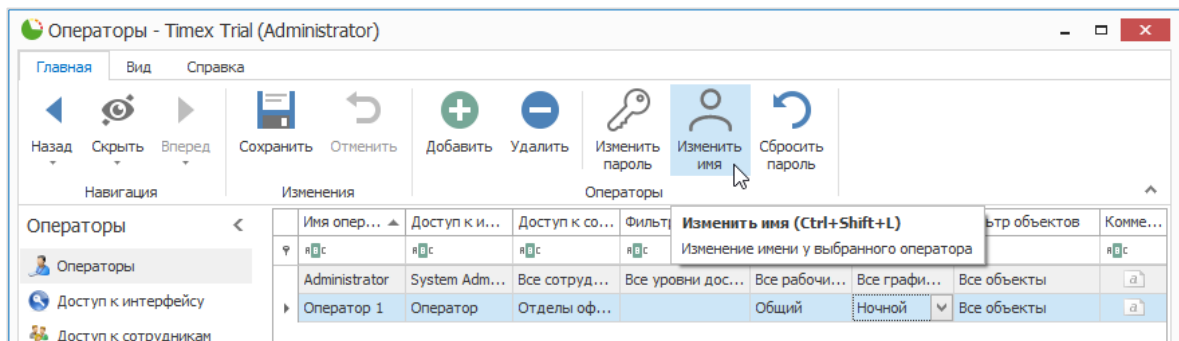 Операторы - Timex Trial (Administrator)
Главная Вид Справка
Назад Скрыть Вперед Сохранить Отменить Добавить Удалить Изменить пароль Изменить имя Сбросить пароль
Навигация Изменения Операторы
Операторы
Имя опер... Доступ к и... Доступ к со... Фильт Изменить имя (Ctrl+Shift+L) ьтр объектов Комме...
Изменение имени у выбранного оператора
Операторы
Administrator System Adm... Все сотруд... Все уровни дос... Все рабочи... Все графи... Все объекты
Доступ к интерфейсу
Оператор 1 Оператор Отделы оф... Общий Ночной Все объекты
Доступ к сотрудникам